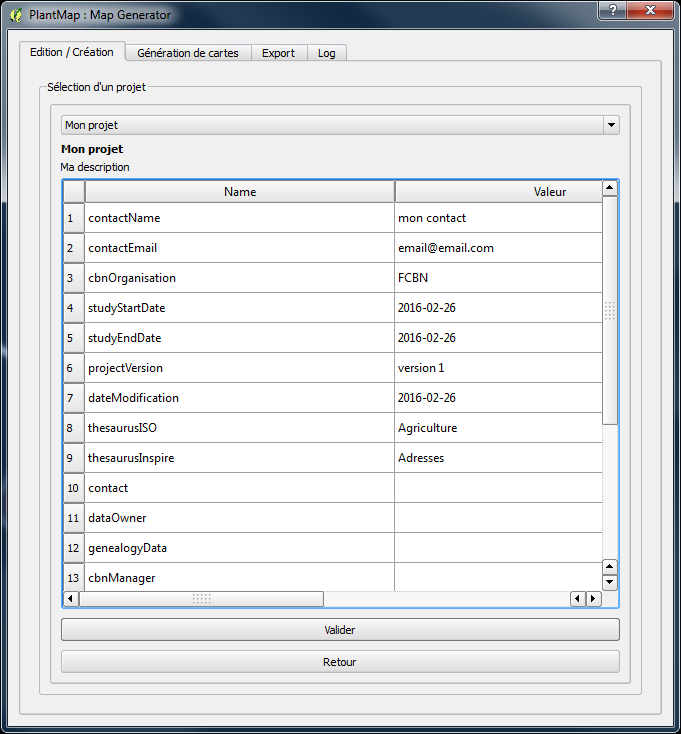 PlantMap : Map Generator
Edition / Création Génération de cartes Export Log
Sélection d'un projet
Mon projet
Mon projet
Ma description
Name Valeur
1 contactName mon contact
2 contactEmail email@email.com
3 cbnOrganisation FCBN
4 studyStartDate 2016-02-26
5 studyEndDate 2016-02-26
6 projectVersion version 1
7 dateModification 2016-02-26
8 thesaurusISO Agriculture
9 thesaurusInspire Adresses
10 contact
11 dataOwner
12 genealogyData
13 cbnManager
Valider
Retour